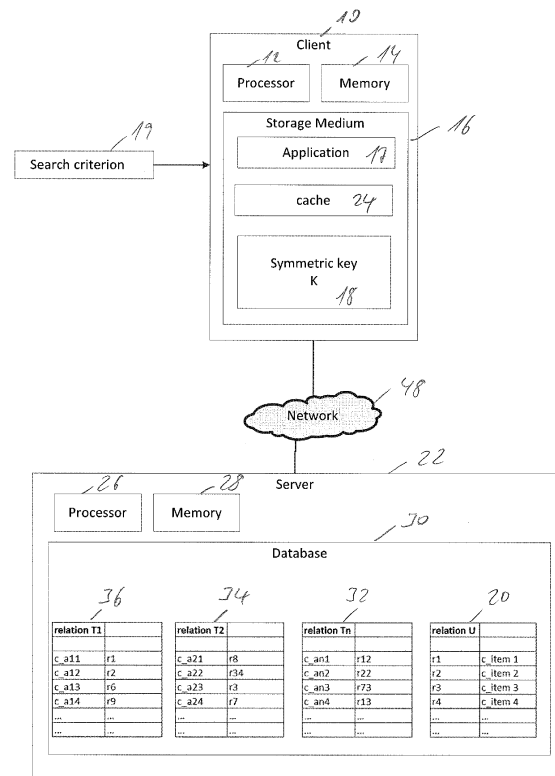 10
Client
12
14
Processor
Memory
Storage Medium
16
19
Search criterion
Application 17
cache 24
Symmetric key
K
18
48
Network
22
Server
26
28
Processor
Memory
30
Database
36
34
32
20
relation T1
c_a11 r1
c_a12 r2
c_a13 r6
c_a14 r9
... ...
... ...
relation T2
c_a21 r8
c_a22 r34
c_a23 r3
c_a24 r7
... ...
... ...
relation Tn
c_an1 r12
c_an2 r22
c_an3 r73
c_an4 r13
... ...
... ...
relation U
r1 c_item 1
r2 c_item 2
r3 c_item 3
r4 c_item 4
... ...
... ...